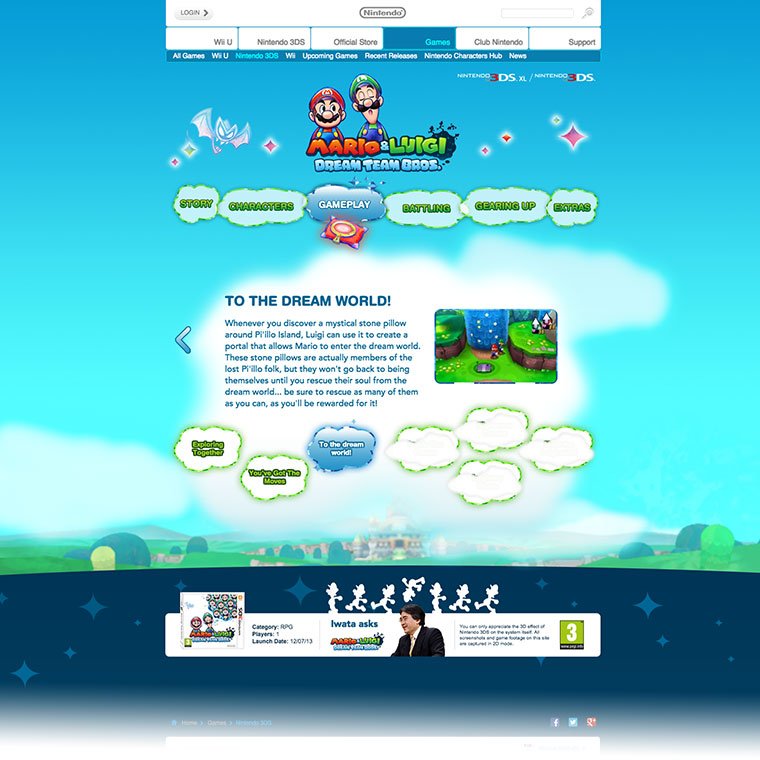 LOGIN
Nintendo
Wii U
Nintendo 3DS
Official Store
Games
Club Nintendo
Support
All Games Wii U Nintendo 3DS Wii Upcoming Games Recent Releases Nintendo Characters Hub News
NINTENDO 3DS XL / NINTENDO 3DS
MARIO & LUIGI
DREAM TEAM BROS.
STORY
CHARACTERS
GAMEPLAY
BATTLING
GEARING UP
EXTRAS
TO THE DREAM WORLD!
Whenever you discover a mystical stone pillow
around Pi'illo Island, Luigi can use it to create a
portal that allows Mario to enter the dream world.
These stone pillows are actually members of the
lost Pi'illo folk, but they won't go back to being
themselves until you rescue their soul from the
dream world... be sure to rescue as many of them
as you can, as you'll be rewarded for it!
Exploring
Together
You've Got The
Moves
To the dream
world!
MARIO & LUIGI
DREAM TEAM BROS.
Category: RPG
Players: 1
Launch Date: 12/07/13
Iwata asks
MARIO & LUIGI
DREAM TEAM BROS.
You can only appreciate the 3D effect of
Nintendo 3DS on the system itself. All
screenshots and game footage on this site
are captured in 2D mode.
3
www.pegi.info
Home > Games > Nintendo 3DS